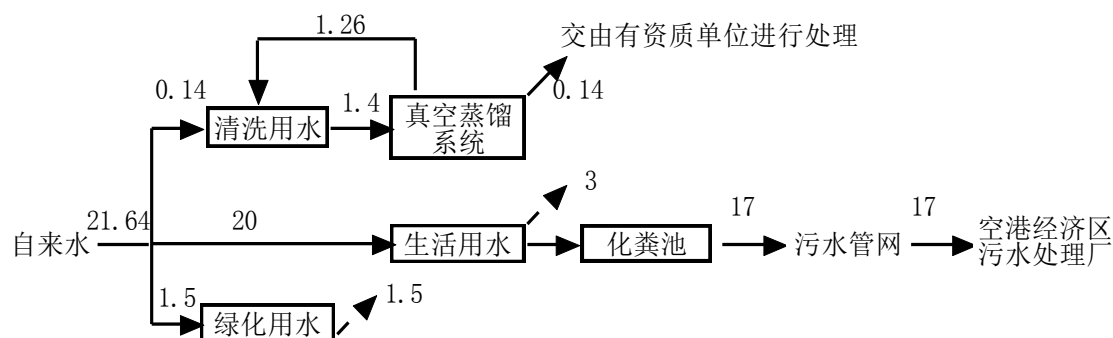 1.26
交由有资质单位进行处理
0.14
1.4
0.14
清洗用水
真空蒸馏
系统
3
21.64
20
17
17
自来水
生活用水
化粪池
污水管网
空港经济区
污水处理厂
1.5
1.5
绿化用水